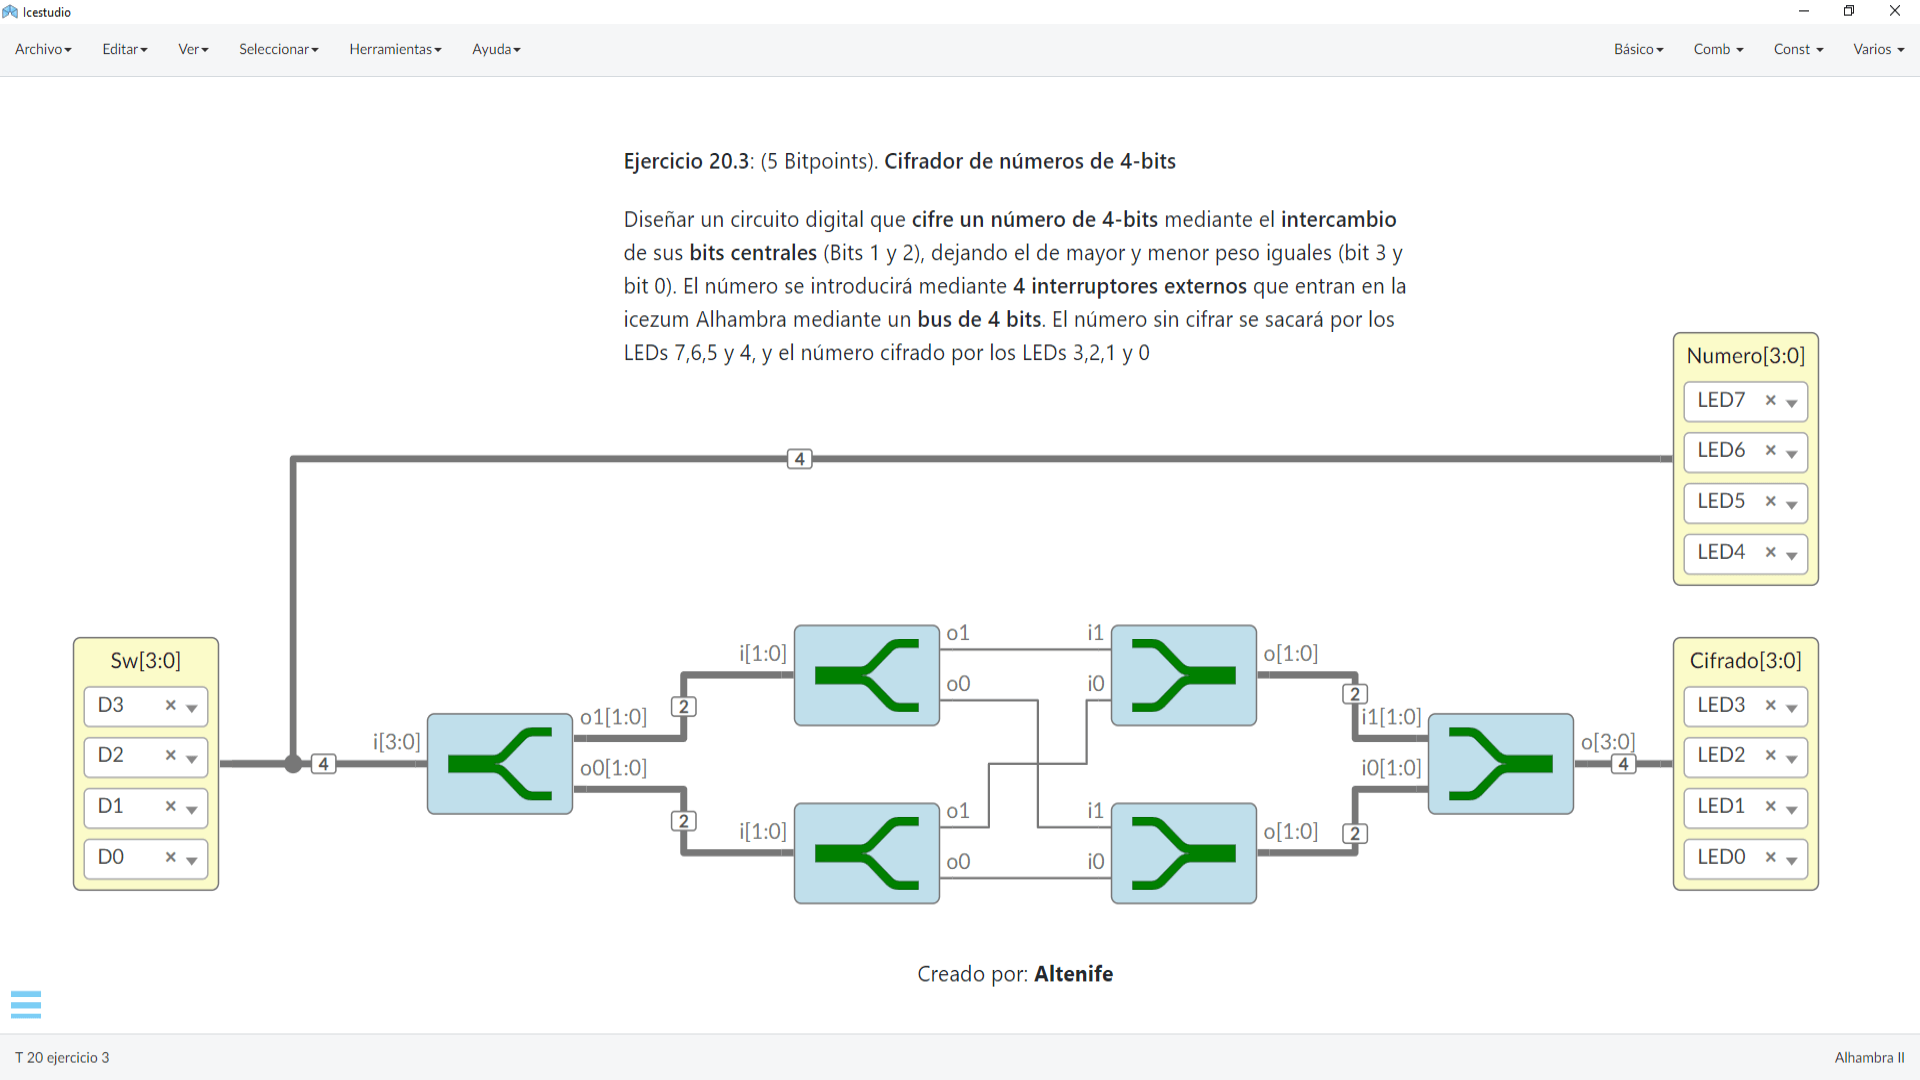 Icestudio
Archivo Editar Ver Seleccionar Herramientas Ayuda Básico Comb Const Varios
Ejercicio 20.3: (5 Bitpoints). Cifrador de números de 4-bits
Diseñar un circuito digital que cifre un número de 4-bits mediante el intercambio
de sus bits centrales (Bits 1 y 2), dejando el de mayor y menor peso iguales (bit 3 y
bit 0). El número se introducirá mediante 4 interruptores externos que entran en la
icezum Alhambra mediante un bus de 4 bits. El número sin cifrar se sacará por los
LEDs 7,6,5 y 4, y el número cifrado por los LEDs 3,2,1 y 0
Numero[3:0]
LED7
LED6
LED5
LED4
4
Sw[3:0]
D3
D2
D1
D0
4
i[3:0]
o1[1:0]
o0[1:0]
2
2
i[1:0]
o1
o0
i[1:0]
o1
o0
i1
i0
o[1:0]
i1
i0
o[1:0]
2
2
i1[1:0]
i0[1:0]
o[3:0]
4
Cifrado[3:0]
LED3
LED2
LED1
LED0
Creado por: Altenife
T 20 ejercicio 3
Alhambra II